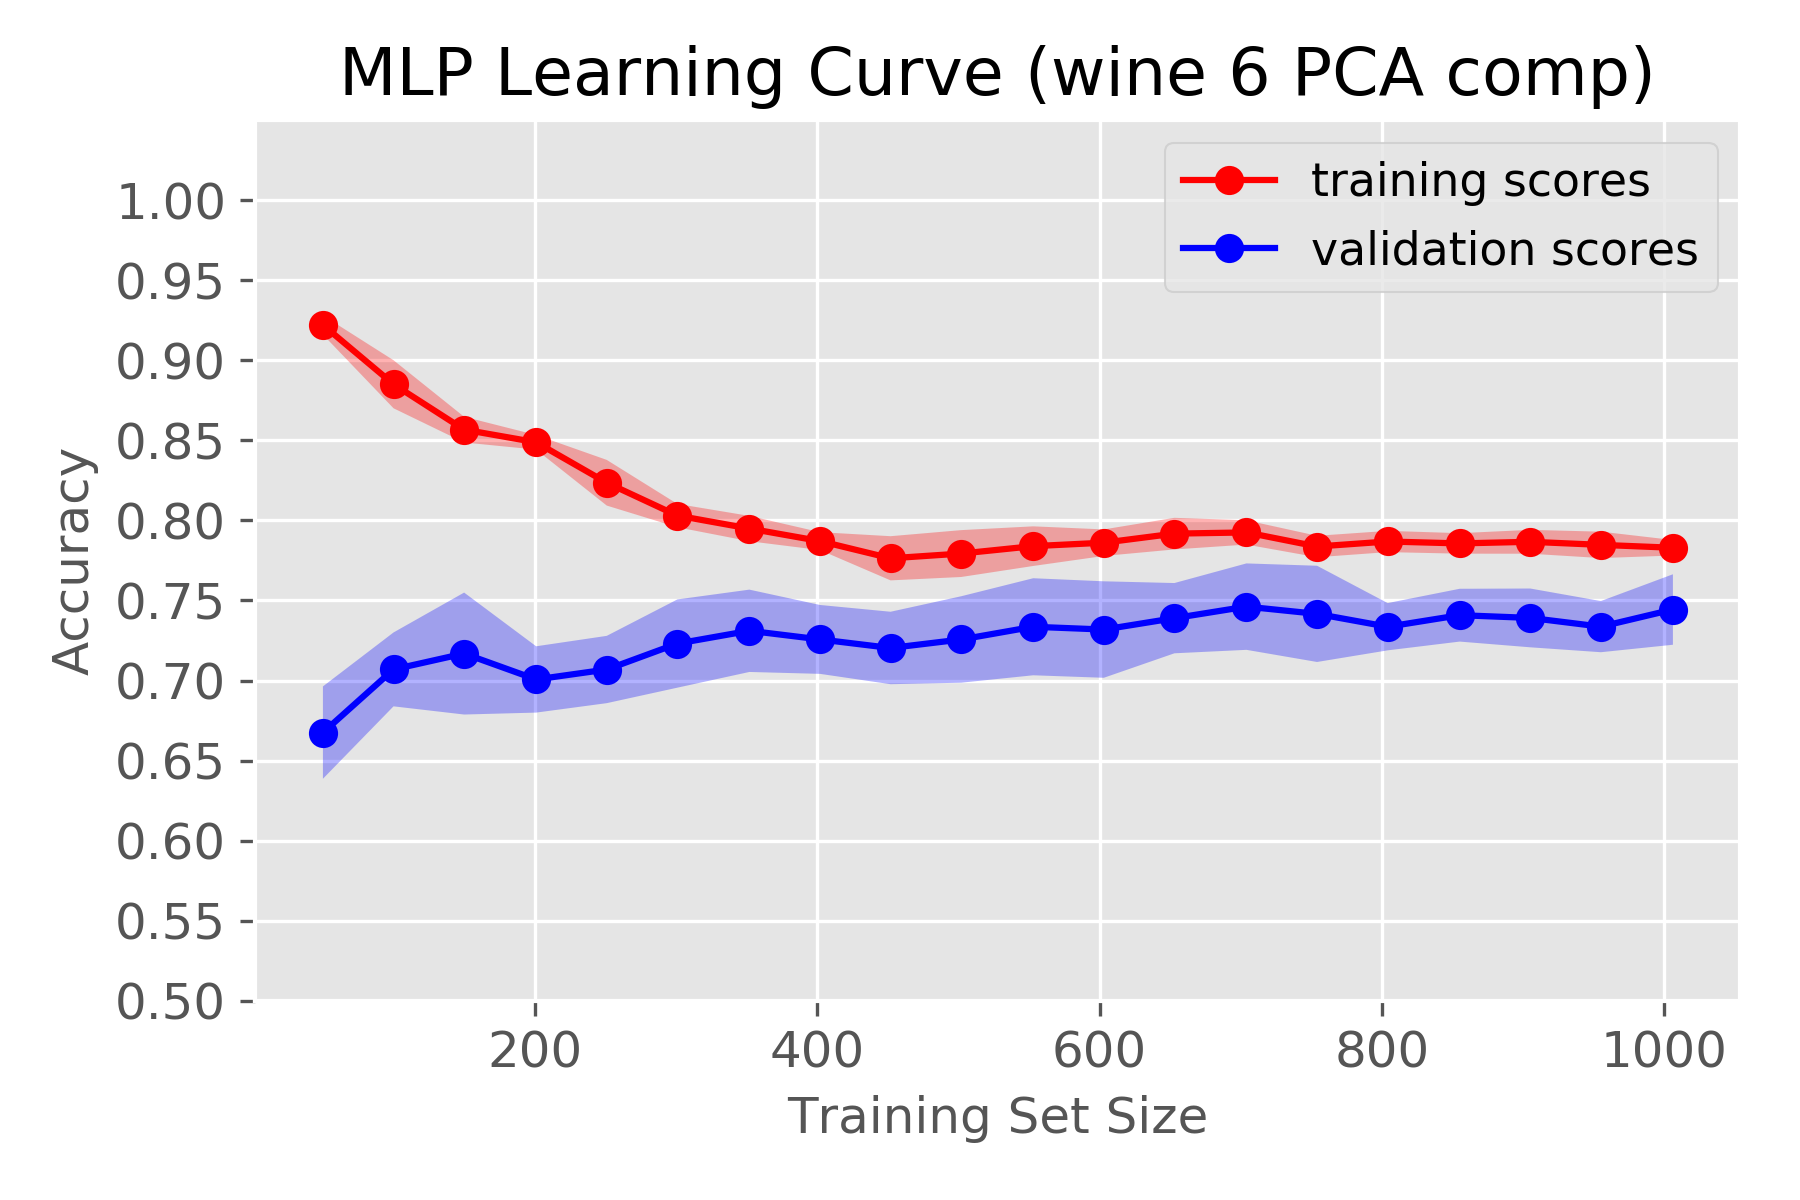 MLP Learning Curve (wine 6 PCA comp)
training scores
validation scores
1.00
0.95
0.90
0.85
0.80
0.75
0.70
0.65
0.60
0.55
0.50
Accuracy
200 400 600 800 1000
Training Set Size